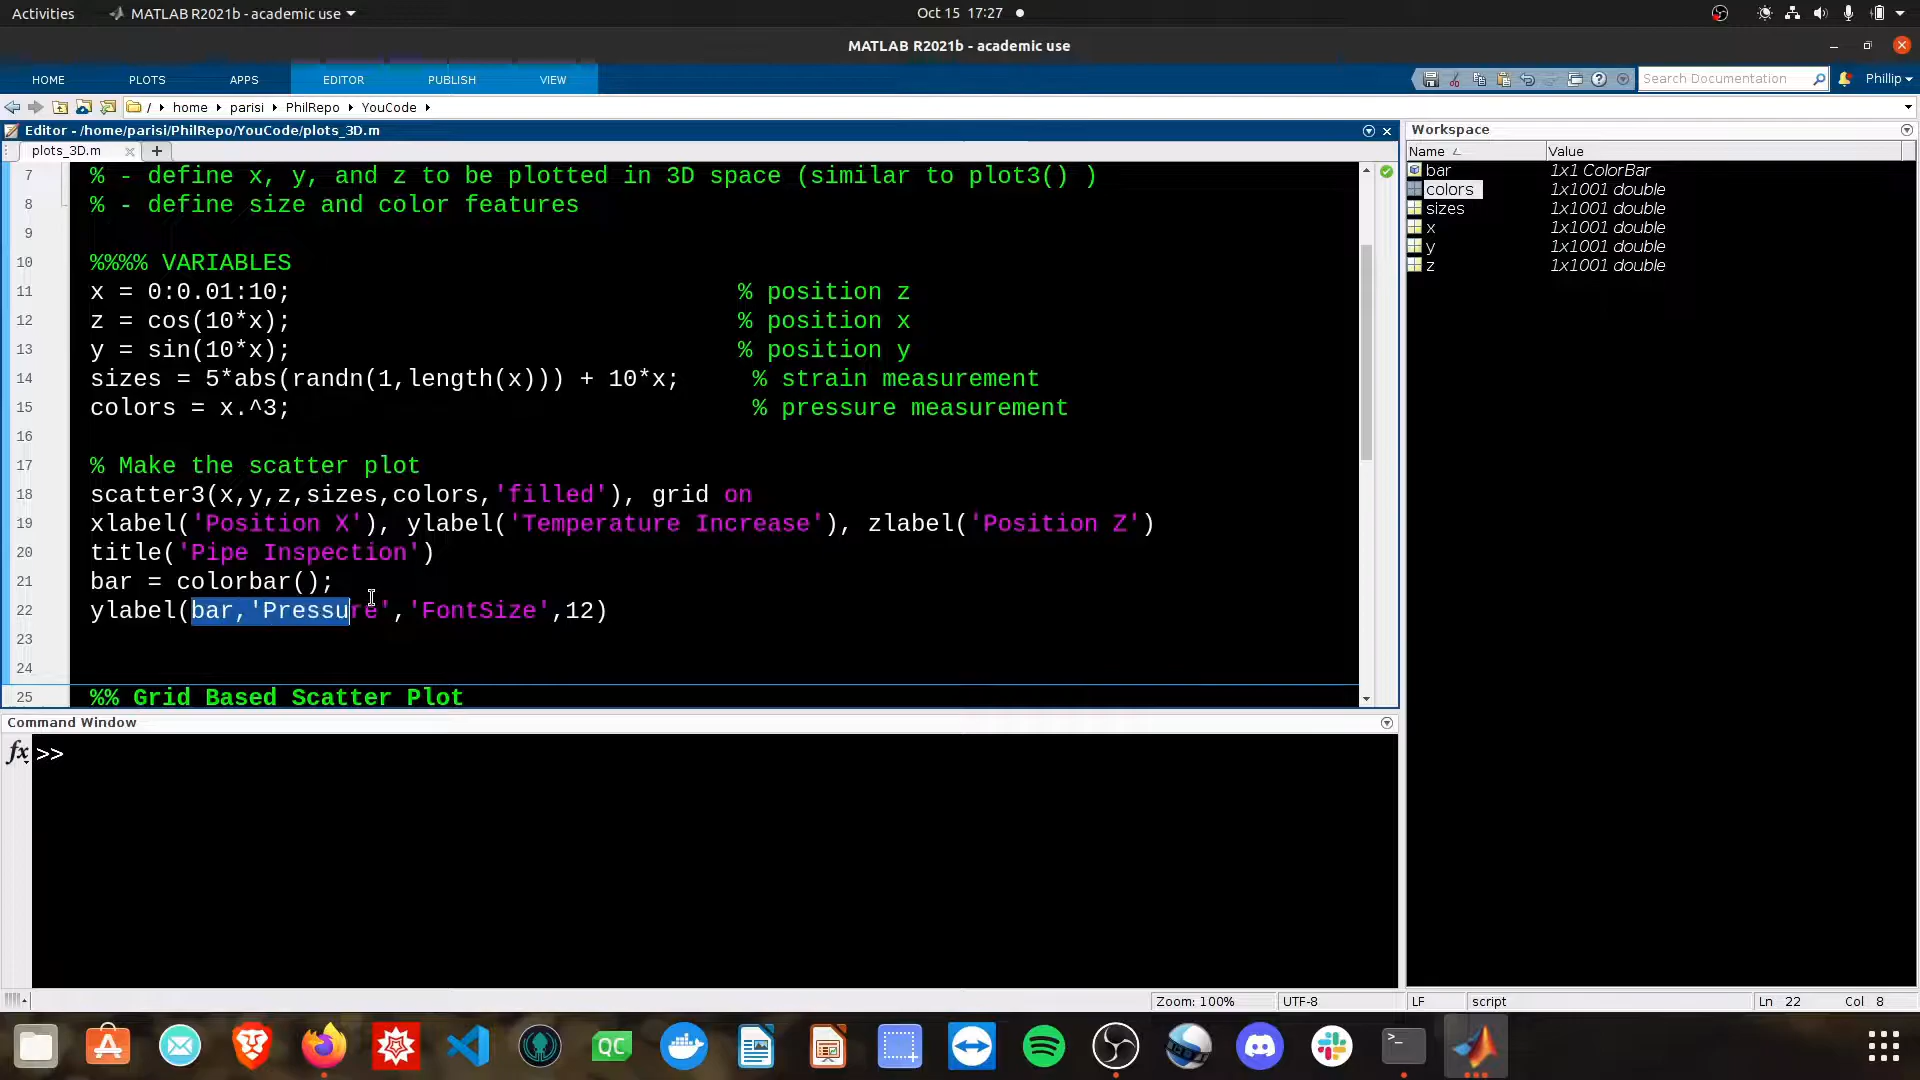 Activities MATLAB R2021b - academic use Oct 15 17:27
MATLAB R2021b - academic use
HOME PLOTS APPS EDITOR PUBLISH VIEW Search Documentation Phillip
/ home parisi PhilRepo YouCode
Editor - /home/parisi/PhilRepo/YouCode/plots_3D.m
plots_3D.m
7 % - define x, y, and z to be plotted in 3D space (similar to plot3() )
8 % - define size and color features
9
10 %%%% VARIABLES
11 x = 0:0.01:10; % position z
12 z = cos(10*x); % position x
13 y = sin(10*x); % position y
14 sizes = 5*abs(randn(1,length(x))) + 10*x; % strain measurement
15 colors = x.^3; % pressure measurement
16
17 % Make the scatter plot
18 scatter3(x,y,z,sizes,colors,'filled'), grid on
19 xlabel('Position X'), ylabel('Temperature Increase'), zlabel('Position Z')
20 title('Pipe Inspection')
21 bar = colorbar();
22 ylabel(bar,'Pressure','FontSize',12)
23
24
25 %% Grid Based Scatter Plot
Command Window
fx >>
Workspace
Name Value
bar 1x1 ColorBar
colors 1x1001 double
sizes 1x1001 double
x 1x1001 double
y 1x1001 double
z 1x1001 double
Zoom: 100% UTF-8 LF script Ln 22 Col 8
QC >_